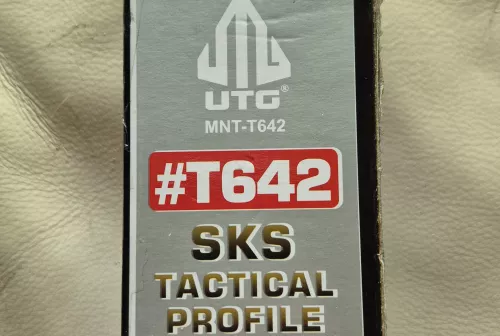 UTG®
MNT-T642
#T642
SKS
TACTICAL
PROFILE